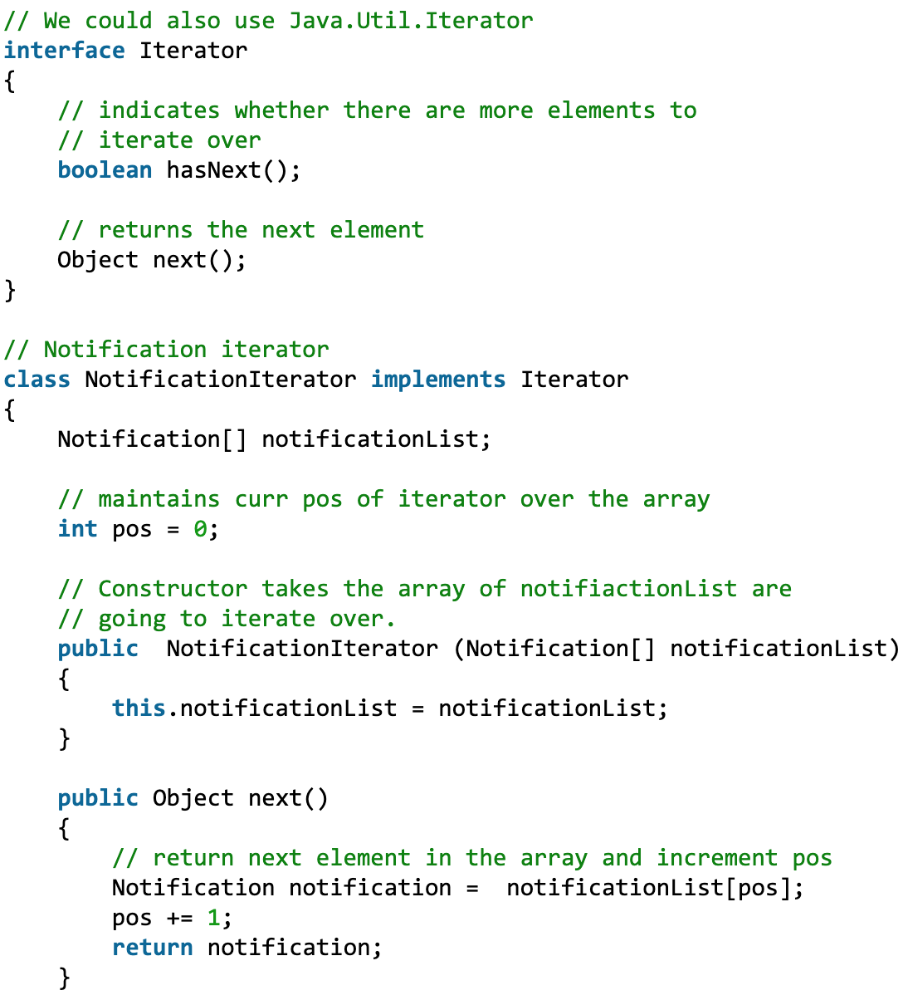 // We could also use Java.Util.Iterator
interface Iterator
{
    // indicates whether there are more elements to
    // iterate over
    boolean hasNext();

    // returns the next element
    Object next();
}

// Notification iterator
class NotificationIterator implements Iterator
{
    Notification[] notificationList;

    // maintains curr pos of iterator over the array
    int pos = 0;

    // Constructor takes the array of notifiactionList are
    // going to iterate over.
    public  NotificationIterator (Notification[] notificationList)
    {
        this.notificationList = notificationList;
    }

    public Object next()
    {
        // return next element in the array and increment pos
        Notification notification =  notificationList[pos];
        pos += 1;
        return notification;
    }